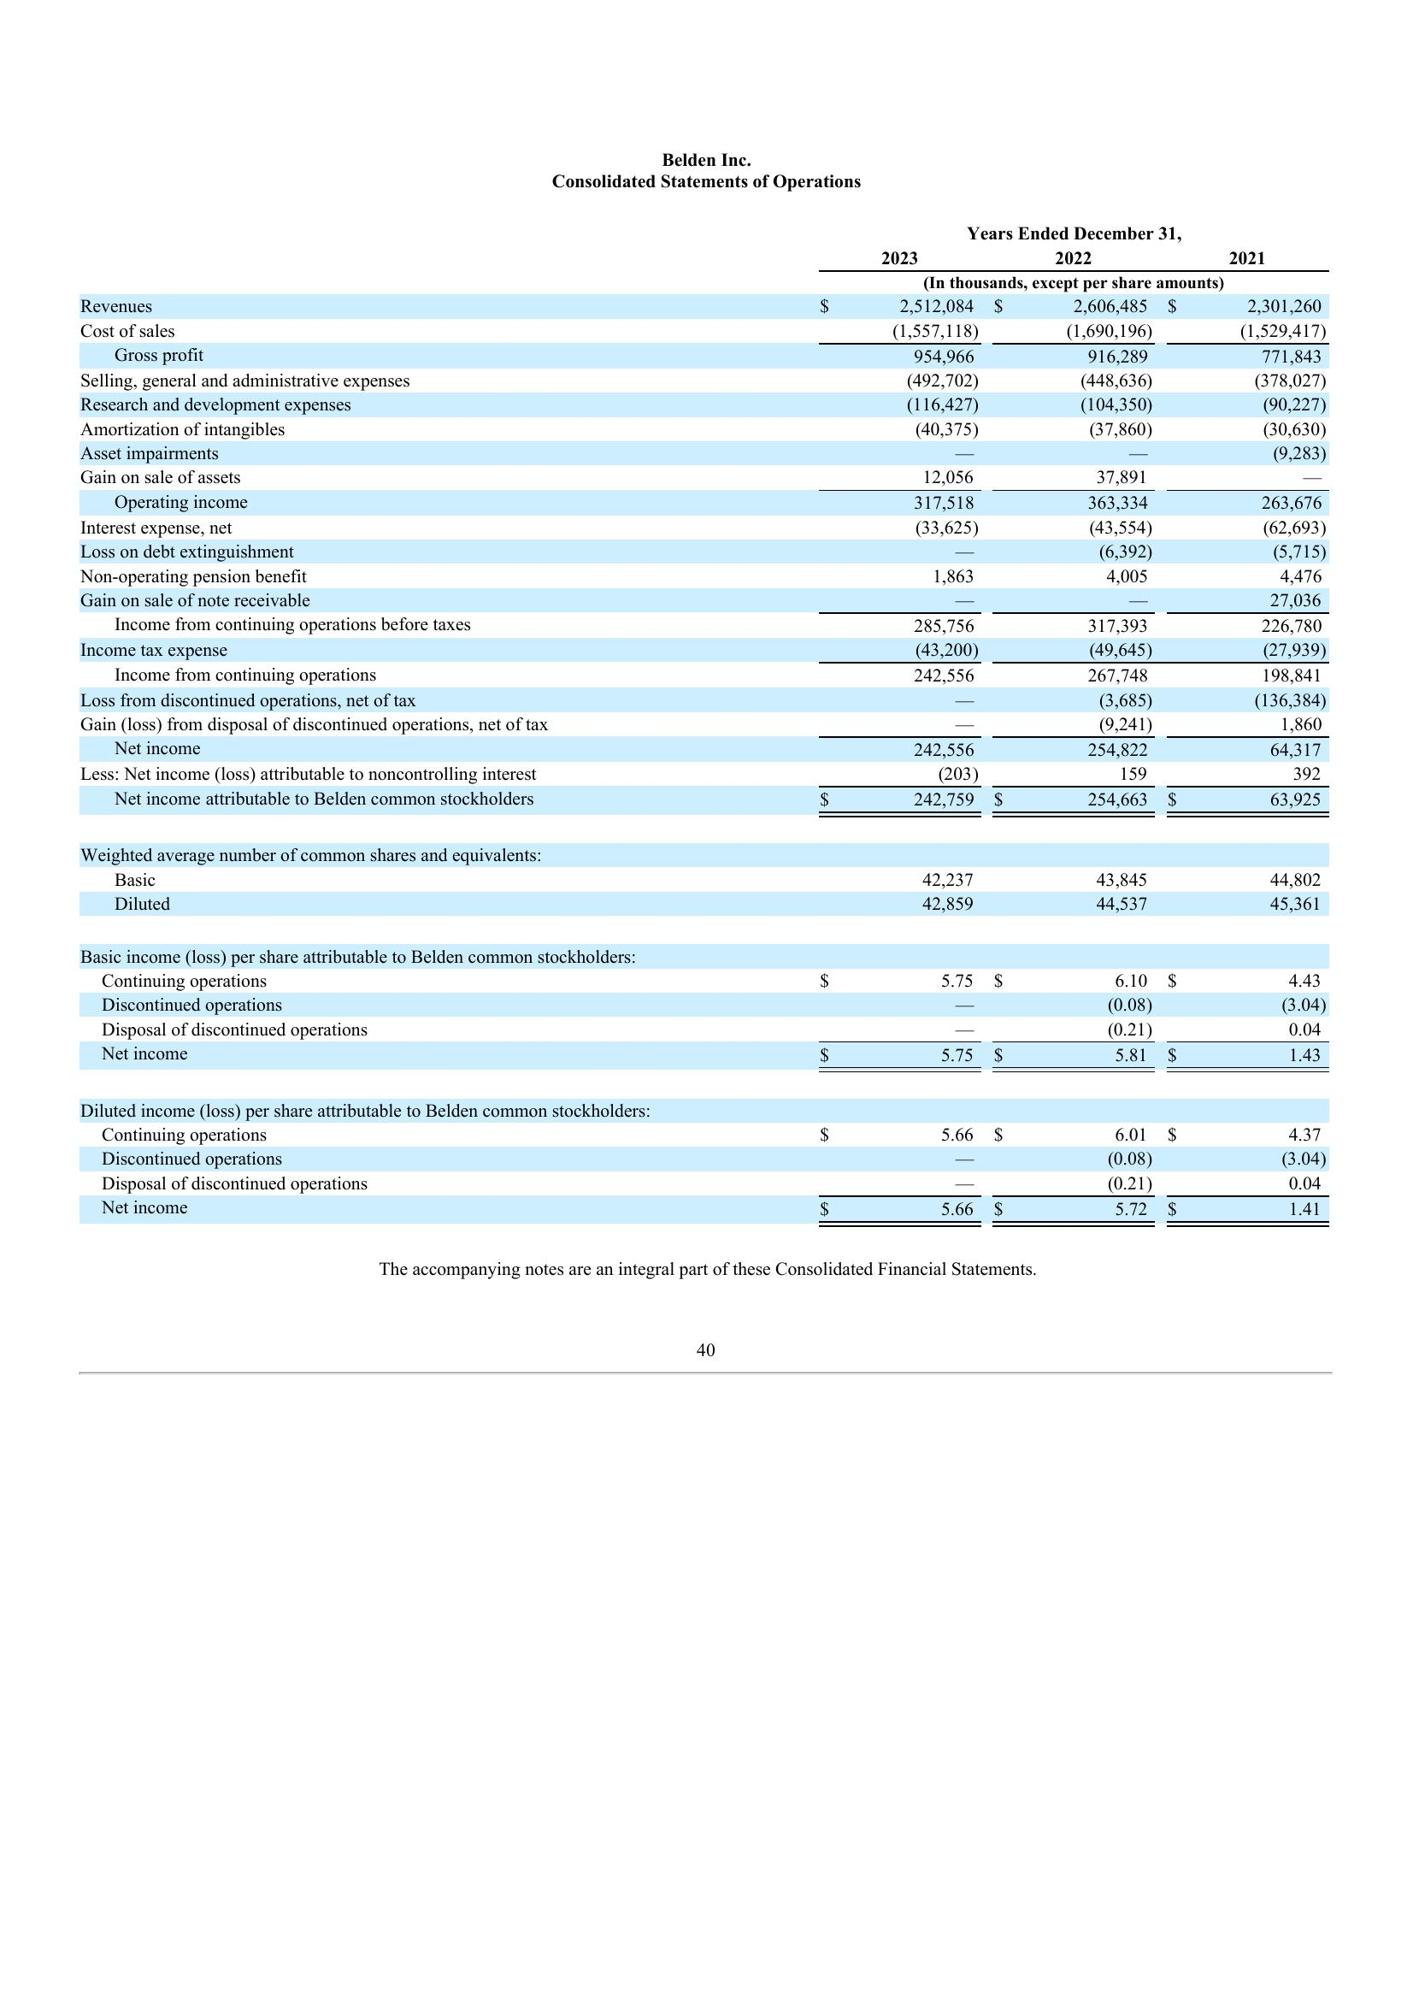 Belden Inc.
Consolidated Statements of Operations
Years Ended December 31,
2023 2022 2021
(In thousands, except per share amounts)
Revenues $ 2,512,084 $ 2,606,485 $ 2,301,260
Cost of sales (1,557,118) (1,690,196) (1,529,417)
Gross profit 954,966 916,289 771,843
Selling, general and administrative expenses (492,702) (448,636) (378,027)
Research and development expenses (116,427) (104,350) (90,227)
Amortization of intangibles (40,375) (37,860) (30,630)
Asset impairments — — (9,283)
Gain on sale of assets 12,056 37,891 —
Operating income 317,518 363,334 263,676
Interest expense, net (33,625) (43,554) (62,693)
Loss on debt extinguishment — (6,392) (5,715)
Non-operating pension benefit 1,863 4,005 4,476
Gain on sale of note receivable — — 27,036
Income from continuing operations before taxes 285,756 317,393 226,780
Income tax expense (43,200) (49,645) (27,939)
Income from continuing operations 242,556 267,748 198,841
Loss from discontinued operations, net of tax — (3,685) (136,384)
Gain (loss) from disposal of discontinued operations, net of tax — (9,241) 1,860
Net income 242,556 254,822 64,317
Less: Net income (loss) attributable to noncontrolling interest (203) 159 392
Net income attributable to Belden common stockholders $ 242,759 $ 254,663 $ 63,925
Weighted average number of common shares and equivalents:
Basic 42,237 43,845 44,802
Diluted 42,859 44,537 45,361
Basic income (loss) per share attributable to Belden common stockholders:
Continuing operations $ 5.75 $ 6.10 $ 4.43
Discontinued operations — (0.08) (3.04)
Disposal of discontinued operations — (0.21) 0.04
Net income $ 5.75 $ 5.81 $ 1.43
Diluted income (loss) per share attributable to Belden common stockholders:
Continuing operations $ 5.66 $ 6.01 $ 4.37
Discontinued operations — (0.08) (3.04)
Disposal of discontinued operations — (0.21) 0.04
Net income $ 5.66 $ 5.72 $ 1.41
The accompanying notes are an integral part of these Consolidated Financial Statements.
40